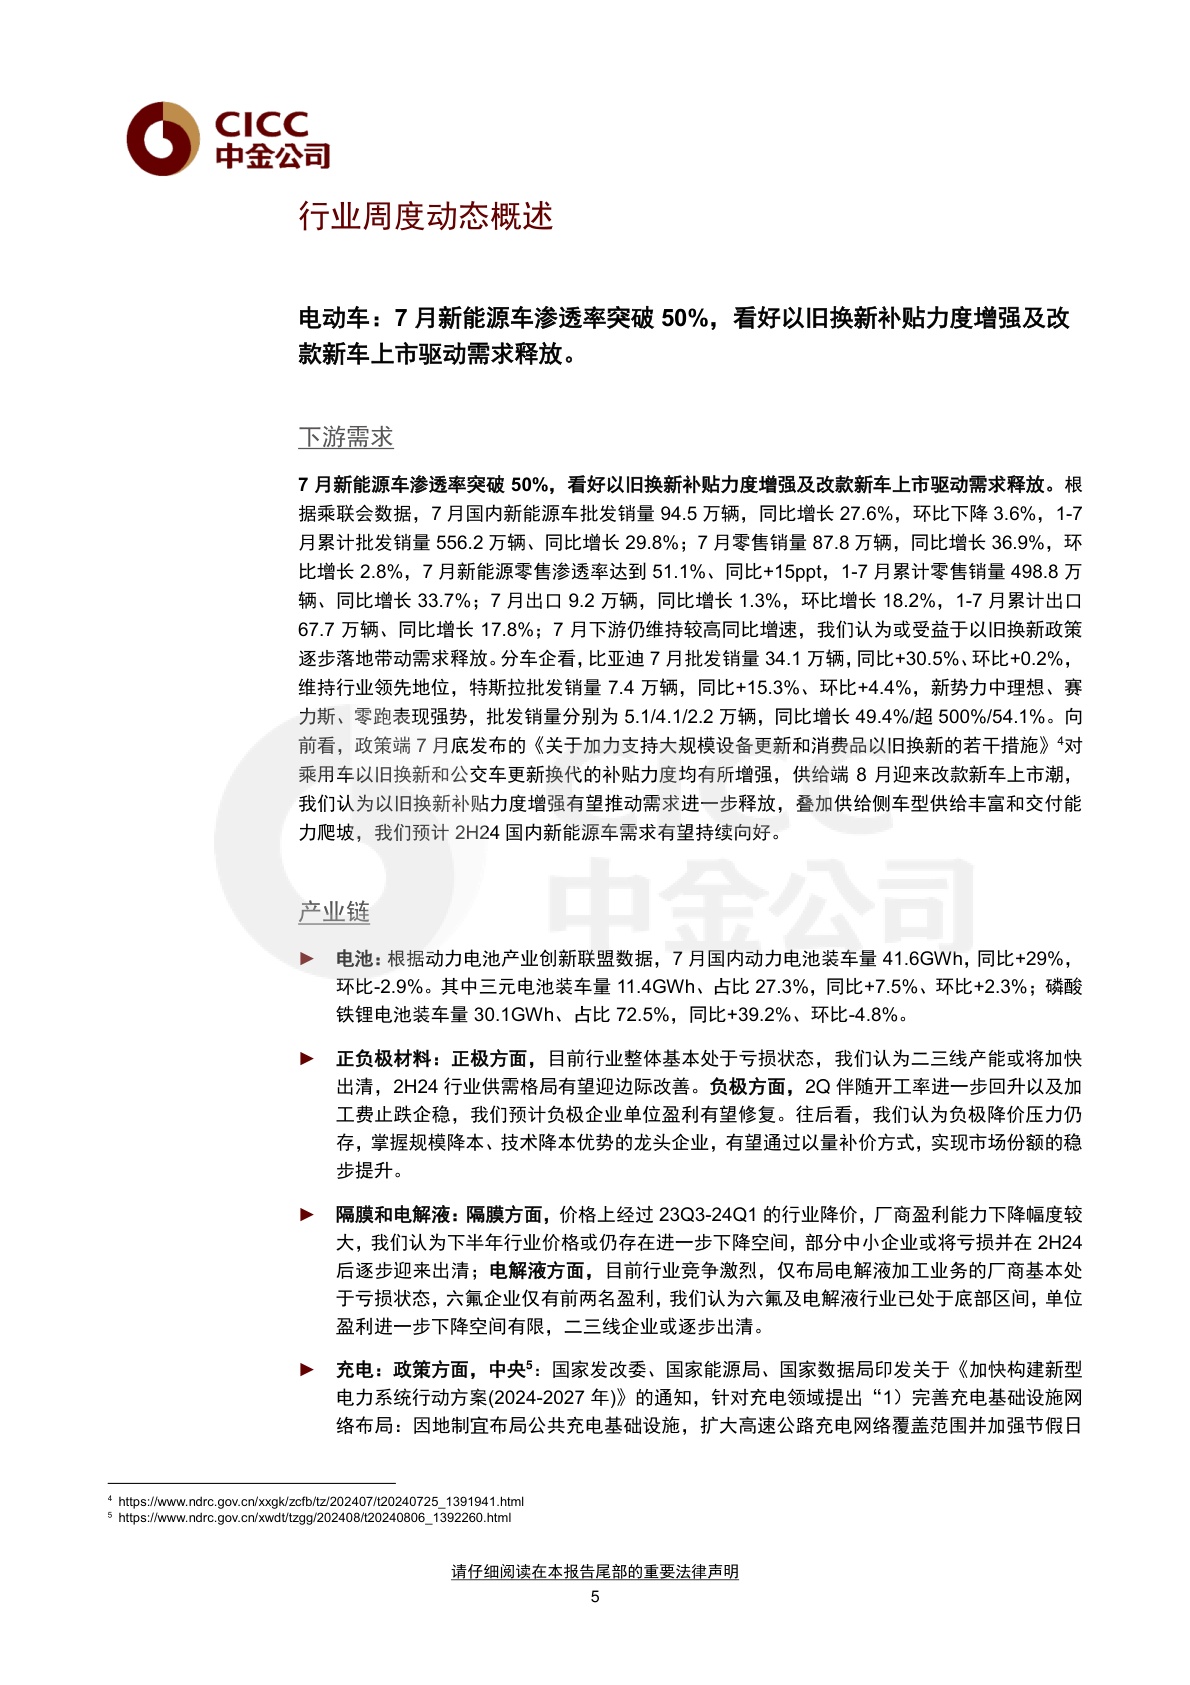 CICC
中金公司
行业周度动态概述
电动车：7 月新能源车渗透率突破 50%，看好以旧换新补贴力度增强及改
款新车上市驱动需求释放。
下游需求
7 月新能源车渗透率突破 50%，看好以旧换新补贴力度增强及改款新车上市驱动需求释放。根
据乘联会数据，7 月国内新能源车批发销量 94.5 万辆，同比增长 27.6%，环比下降 3.6%，1-7
月累计批发销量 556.2 万辆、同比增长 29.8%；7 月零售销量 87.8 万辆，同比增长 36.9%，环
比增长 2.8%，7 月新能源零售渗透率达到 51.1%、同比+15ppt，1-7 月累计零售销量 498.8 万
辆、同比增长 33.7%；7 月出口 9.2 万辆，同比增长 1.3%，环比增长 18.2%，1-7 月累计出口
67.7 万辆、同比增长 17.8%；7 月下游仍维持较高同比增速，我们认为或受益于以旧换新政策
逐步落地带动需求释放。分车企看，比亚迪 7 月批发销量 34.1 万辆，同比+30.5%、环比+0.2%，
维持行业领先地位，特斯拉批发销量 7.4 万辆，同比+15.3%、环比+4.4%，新势力中理想、赛
力斯、零跑表现强势，批发销量分别为 5.1/4.1/2.2 万辆，同比增长 49.4%/超 500%/54.1%。向
前看，政策端 7 月底发布的《关于加力支持大规模设备更新和消费品以旧换新的若干措施》4对
乘用车以旧换新和公交车更新换代的补贴力度均有所增强，供给端 8 月迎来改款新车上市潮，
我们认为以旧换新补贴力度增强有望推动需求进一步释放，叠加供给侧车型供给丰富和交付能
力爬坡，我们预计 2H24 国内新能源车需求有望持续向好。
CICC
中金公司
产业链
► 电池：根据动力电池产业创新联盟数据，7 月国内动力电池装车量 41.6GWh，同比+29%，
环比-2.9%。其中三元电池装车量 11.4GWh、占比 27.3%，同比+7.5%、环比+2.3%；磷酸
铁锂电池装车量 30.1GWh、占比 72.5%，同比+39.2%、环比-4.8%。
► 正负极材料：正极方面，目前行业整体基本处于亏损状态，我们认为二三线产能或将加快
出清，2H24 行业供需格局有望迎边际改善。负极方面，2Q 伴随开工率进一步回升以及加
工费止跌企稳，我们预计负极企业单位盈利有望修复。往后看，我们认为负极降价压力仍
存，掌握规模降本、技术降本优势的龙头企业，有望通过以量补价方式，实现市场份额的稳
步提升。
► 隔膜和电解液：隔膜方面，价格上经过 23Q3-24Q1 的行业降价，厂商盈利能力下降幅度较
大，我们认为下半年行业价格或仍存在进一步下降空间，部分中小企业或将亏损并在 2H24
后逐步迎来出清；电解液方面，目前行业竞争激烈，仅布局电解液加工业务的厂商基本处
于亏损状态，六氟企业仅有前两名盈利，我们认为六氟及电解液行业已处于底部区间，单位
盈利进一步下降空间有限，二三线企业或逐步出清。
► 充电：政策方面，中央5：国家发改委、国家能源局、国家数据局印发关于《加快构建新型
电力系统行动方案(2024-2027 年)》的通知，针对充电领域提出“1）完善充电基础设施网
络布局：因地制宜布局公共充电基础设施，扩大高速公路充电网络覆盖范围并加强节假日
4 https://www.ndrc.gov.cn/xxgk/zcfb/tz/202407/t20240725_1391941.html
5 https://www.ndrc.gov.cn/xwdt/tzgg/202408/t20240806_1392260.html
请仔细阅读在本报告尾部的重要法律声明
5